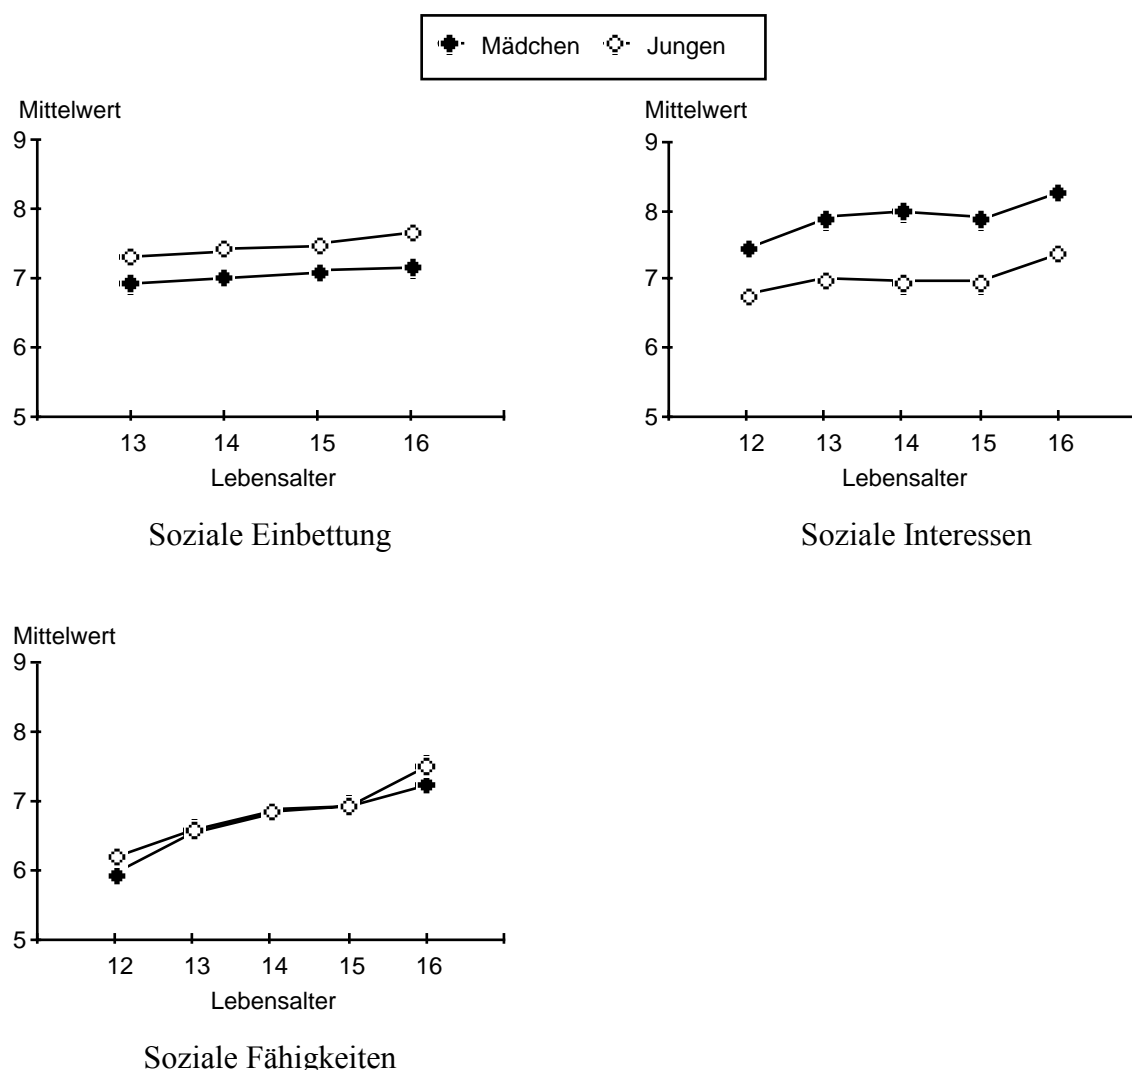 Mädchen Jungen
Mittelwert
9
8
7
6
5
13 14 15 16
Lebensalter
Soziale Einbettung
Mittelwert
9
8
7
6
5
12 13 14 15 16
Lebensalter
Soziale Interessen
Mittelwert
9
8
7
6
5
12 13 14 15 16
Lebensalter
Soziale Fähigkeiten